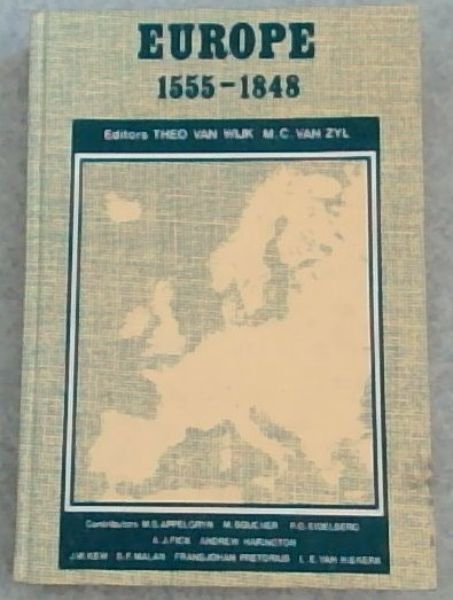 EUROPE
1555-1848
Editors THEO VAN WIJK M. C. VAN ZYL
Contributors M.S. APPELGRYN M. BOUCHER P.G. EIDELBERG
A. J. FICK ANDREW HARINGTON
J.W. KEW S.F. MALAN FRANSJOHAN PRETORIUS L. E. VAN NIEKERK